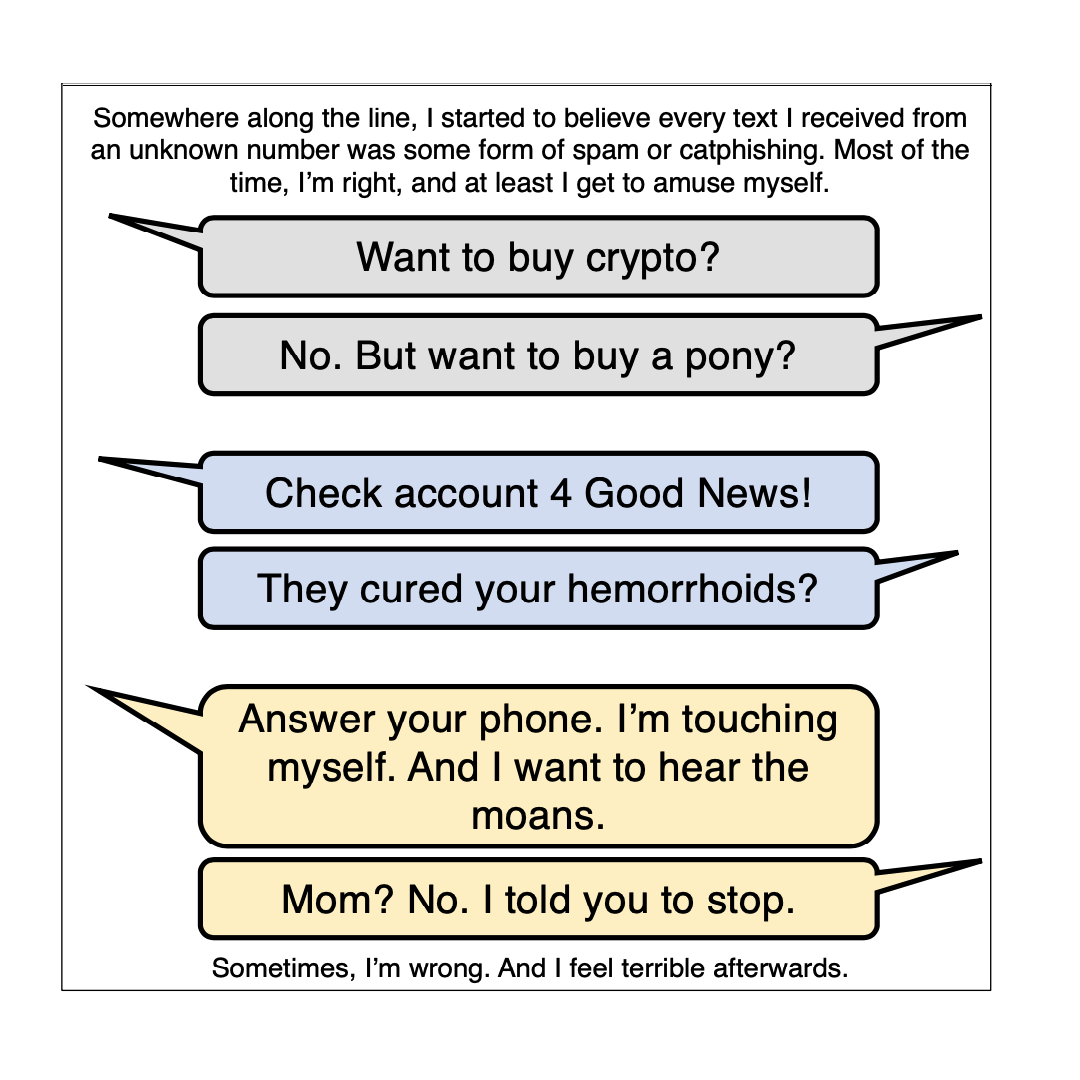 Somewhere along the line, I started to believe every text I received from
an unknown number was some form of spam or catphishing. Most of the
time, I’m right, and at least I get to amuse myself.
Want to buy crypto?
No. But want to buy a pony?
Check account 4 Good News!
They cured your hemorrhoids?
Answer your phone. I’m touching
myself. And I want to hear the
moans.
Mom? No. I told you to stop.
Sometimes, I’m wrong. And I feel terrible afterwards.